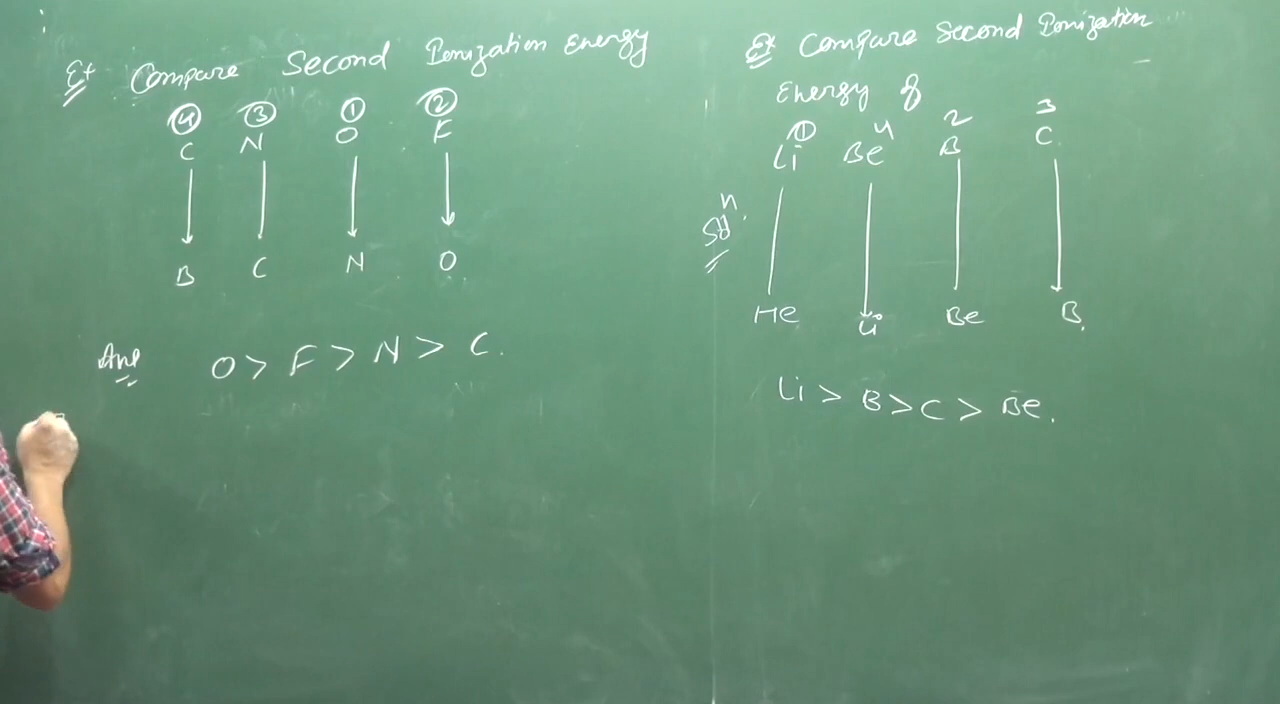 Ex Compare Second Ionization Energy
4 3 1 2
C N O F
B C N O
Ans O > F > N > C.
Ex Compare Second Ionization
Energy of
1 4 2 3
Li Be B C
Solⁿ.
He Li Be B.
Li > B > C > Be.